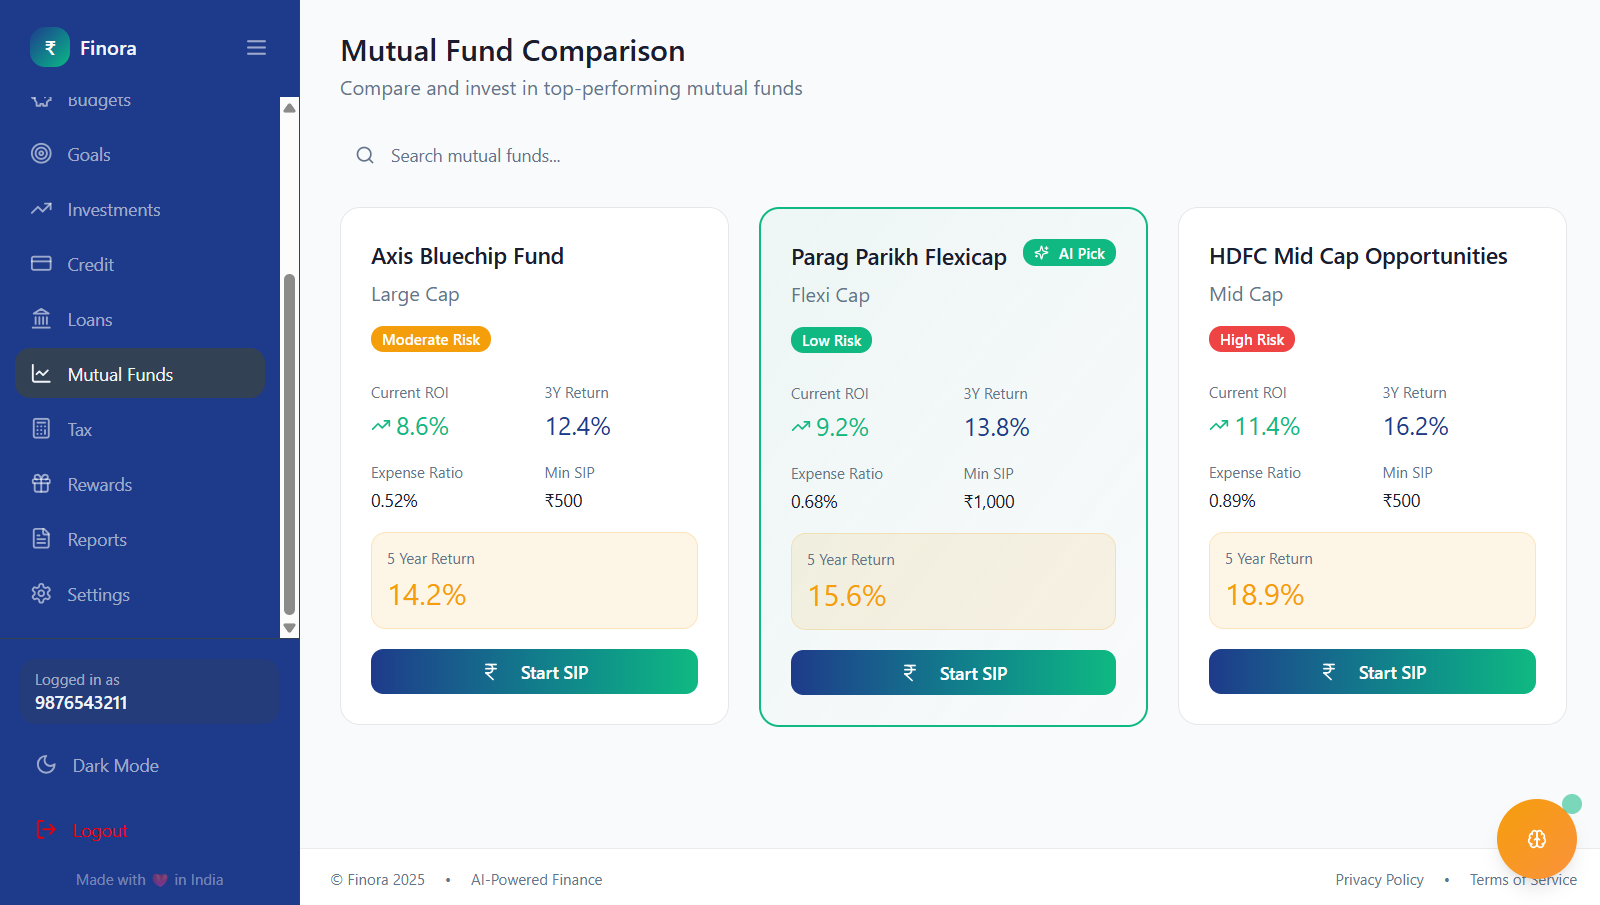 ₹ Finora
Budgets
Goals
Investments
Credit
Loans
Mutual Funds
Tax
Rewards
Reports
Settings
Logged in as
9876543211
Dark Mode
Logout
Made with 💗 in India
Mutual Fund Comparison
Compare and invest in top-performing mutual funds
Search mutual funds...
Axis Bluechip Fund
Large Cap
Moderate Risk
Current ROI 3Y Return
8.6% 12.4%
Expense Ratio Min SIP
0.52% ₹500
5 Year Return
14.2%
₹ Start SIP
Parag Parikh Flexicap AI Pick
Flexi Cap
Low Risk
Current ROI 3Y Return
9.2% 13.8%
Expense Ratio Min SIP
0.68% ₹1,000
5 Year Return
15.6%
₹ Start SIP
HDFC Mid Cap Opportunities
Mid Cap
High Risk
Current ROI 3Y Return
11.4% 16.2%
Expense Ratio Min SIP
0.89% ₹500
5 Year Return
18.9%
₹ Start SIP
© Finora 2025 • AI-Powered Finance
Privacy Policy • Terms of Service